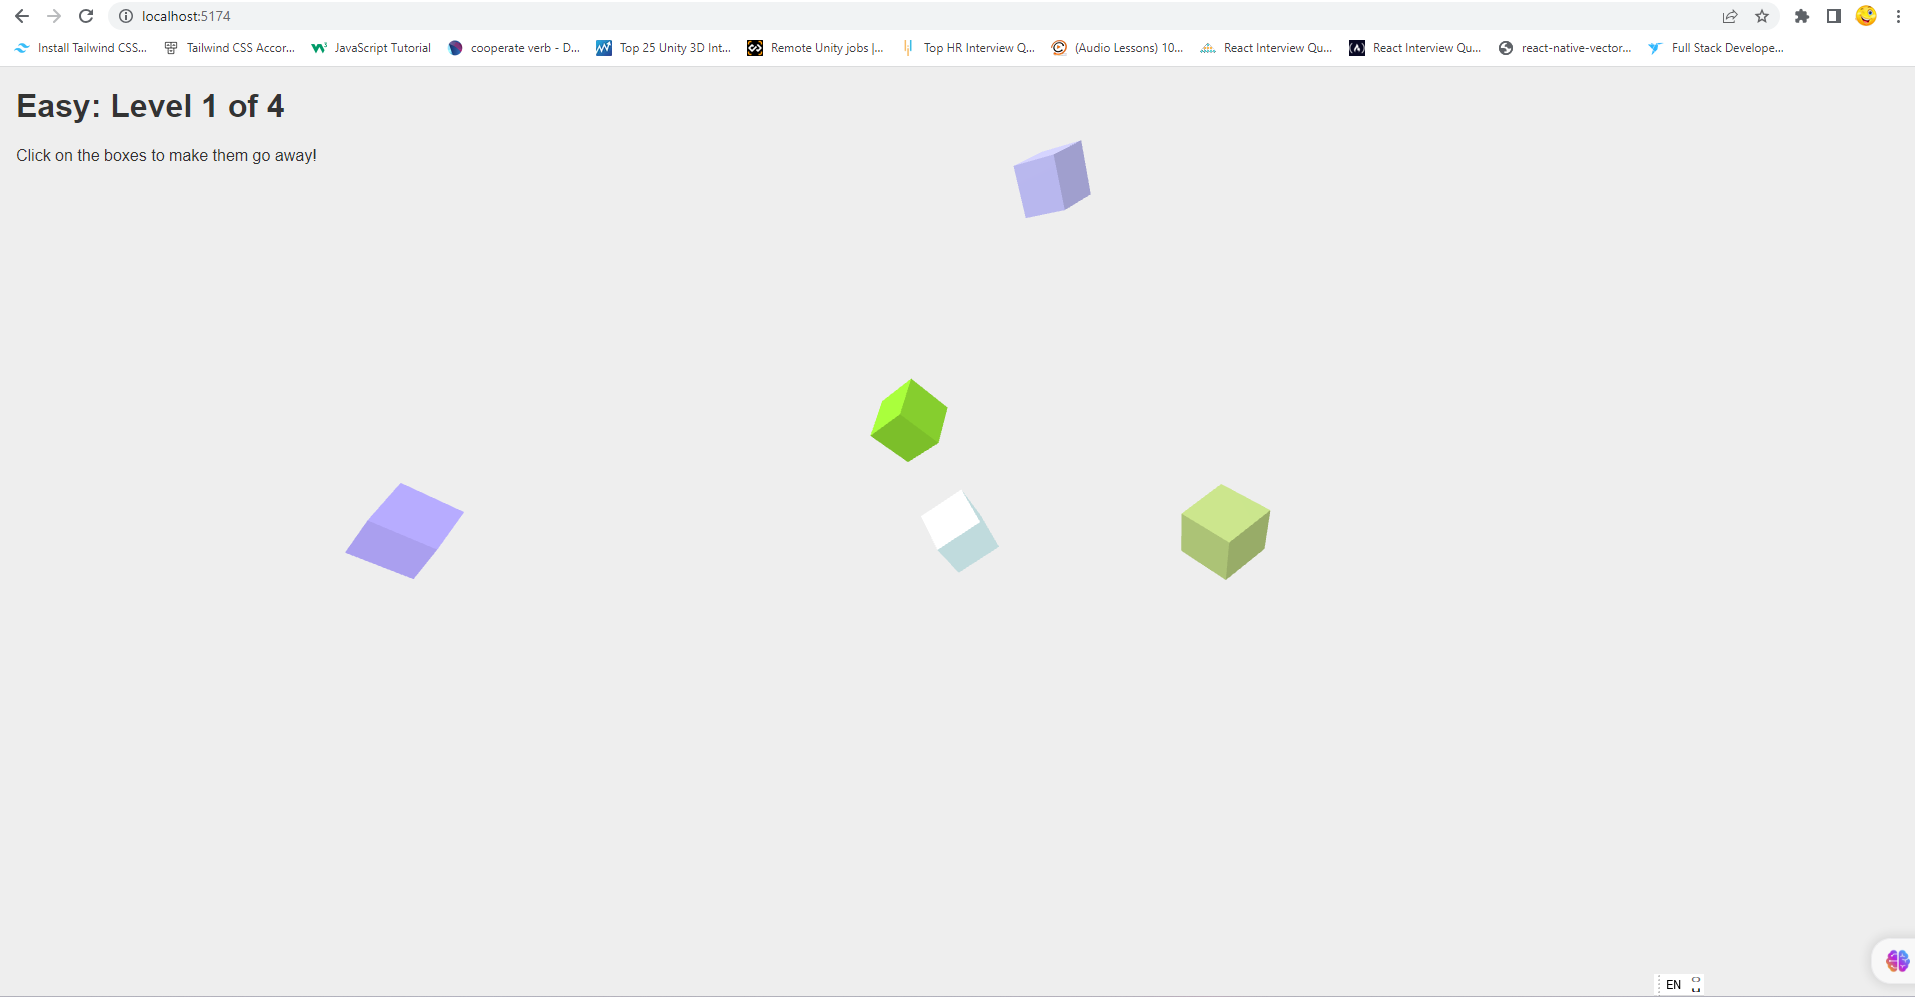 localhost:5174
Install Tailwind CSS... Tailwind CSS Accor... JavaScript Tutorial cooperate verb - D... Top 25 Unity 3D Int... Remote Unity jobs |... Top HR Interview Q... (Audio Lessons) 10... React Interview Qu... React Interview Qu... react-native-vector... Full Stack Develope...
Easy: Level 1 of 4
Click on the boxes to make them go away!
EN